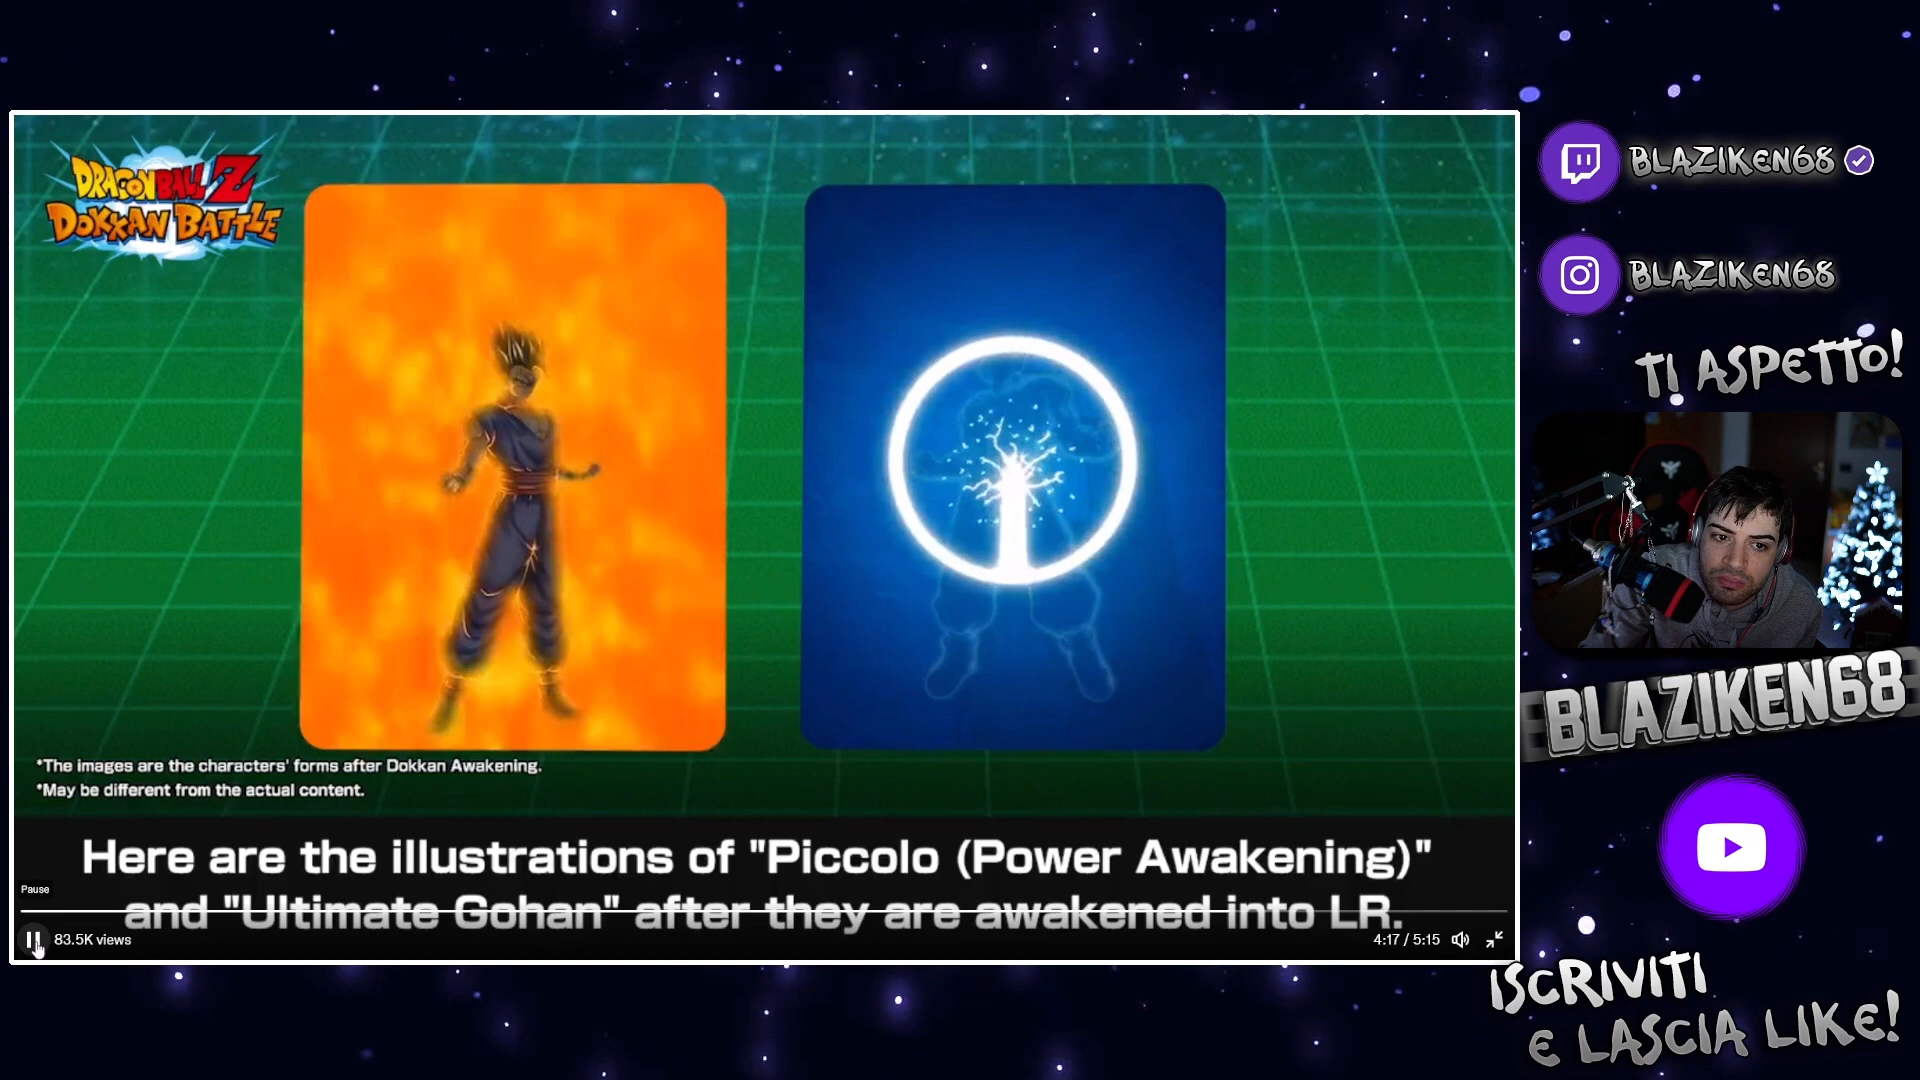 DRAGON BALL Z
DOKKAN BATTLE
*The images are the characters' forms after Dokkan Awakening.
*May be different from the actual content.
Here are the illustrations of "Piccolo (Power Awakening)"
and "Ultimate Gohan" after they are awakened into LR.
Pause
83.5K views
4:17 / 5:15
BLAZIKEN68
BLAZIKEN68
TI ASPETTO!
BLAZIKEN68
ISCRIVITI
E LASCIA LIKE!